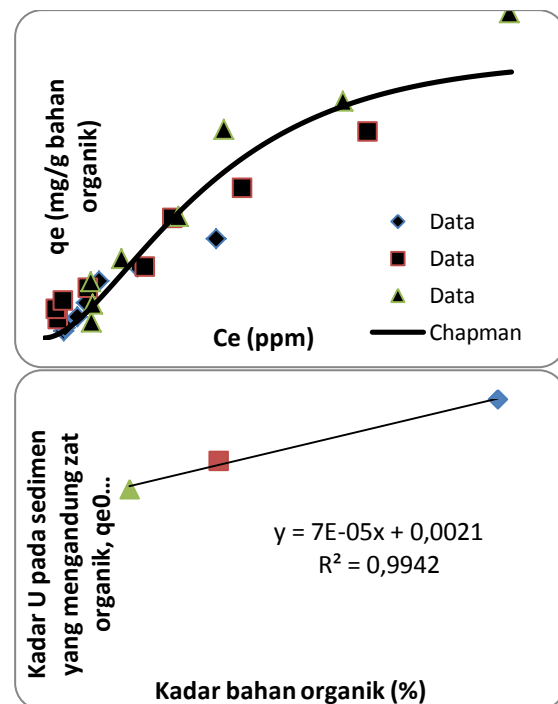 qe (mg/g bahan
organik)
Data
Data
Data
Chapman
Ce (ppm)
Kadar U pada sedimen
yang mengandung zat
organik, qe0...
y = 7E-05x + 0,0021
R² = 0,9942
Kadar bahan organik (%)